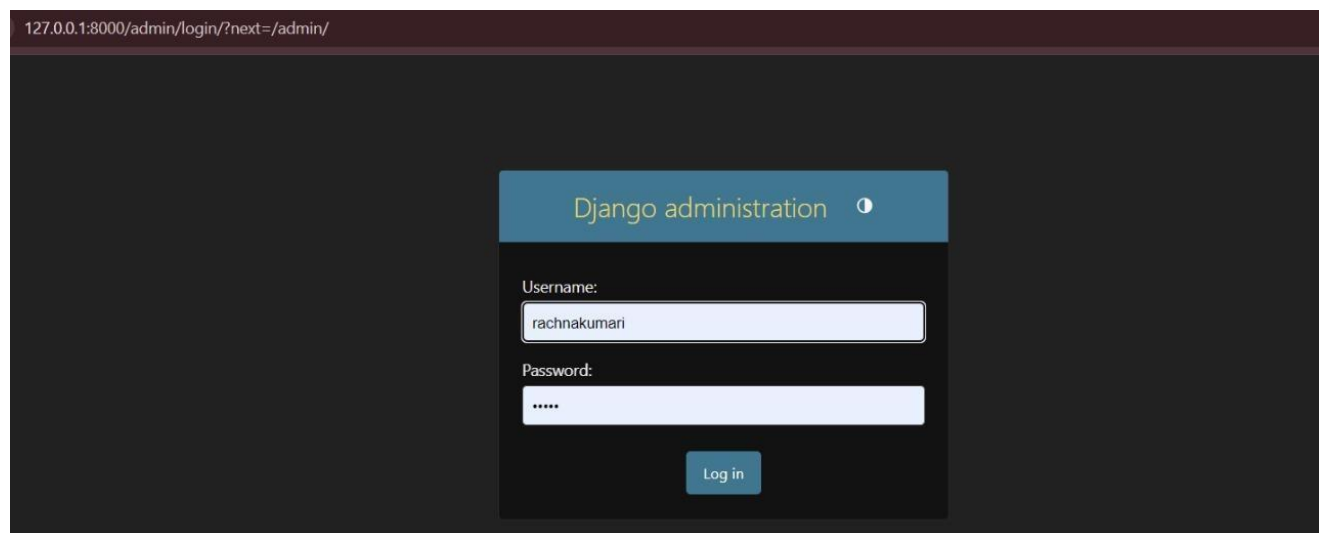 127.0.0.1:8000/admin/login/?next=/admin/
Django administration
Username:
rachnakumari
Password:
•••••
Log in